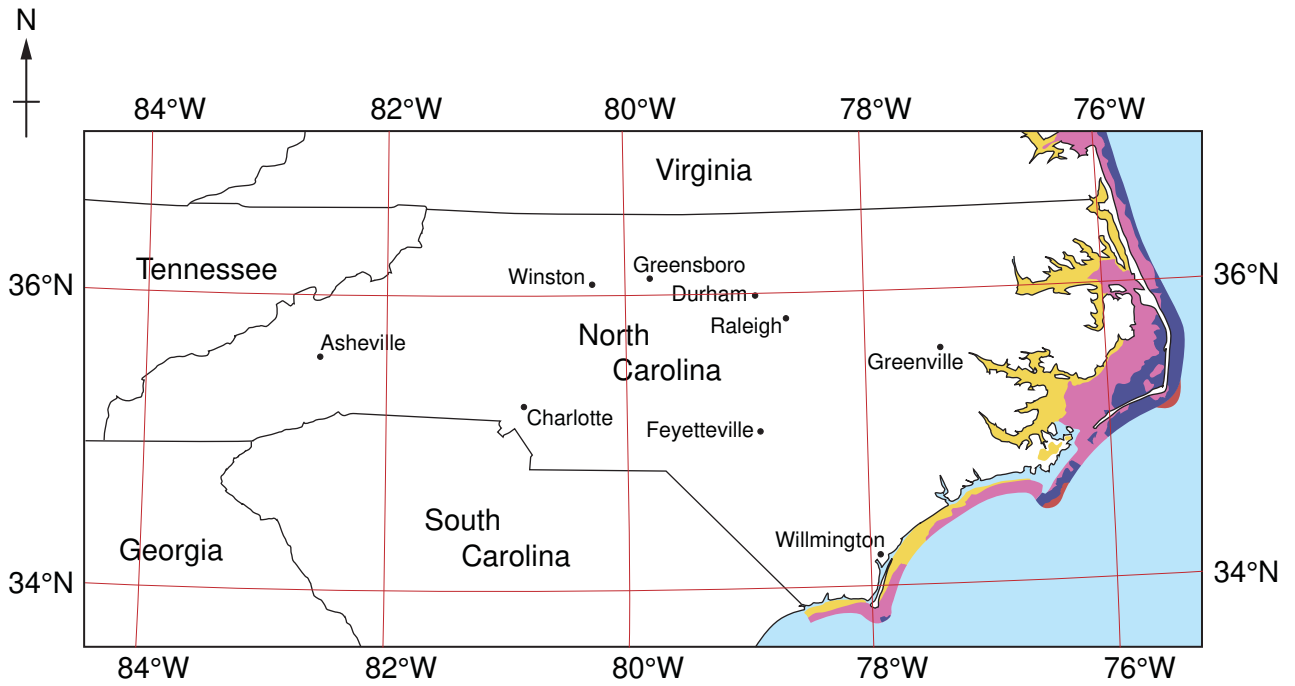 N
84°W 82°W 80°W 78°W 76°W
Virginia
Tennessee
36°N
36°N
Winston
Greensboro
Durham
Raleigh
North
Carolina
Asheville
Greenville
Charlotte
Feyetteville
South
Carolina
Georgia
Willmington
34°N
34°N
84°W 82°W 80°W 78°W 76°W